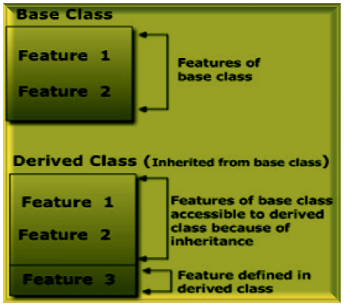 Base Class
Feature 1
Feature 2
Features of
base class
Derived Class (Inherited from base class)
Feature 1
Feature 2
Features of base class
accessible to derived
class because of
inheritance
Feature 3
Feature defined in
derived class